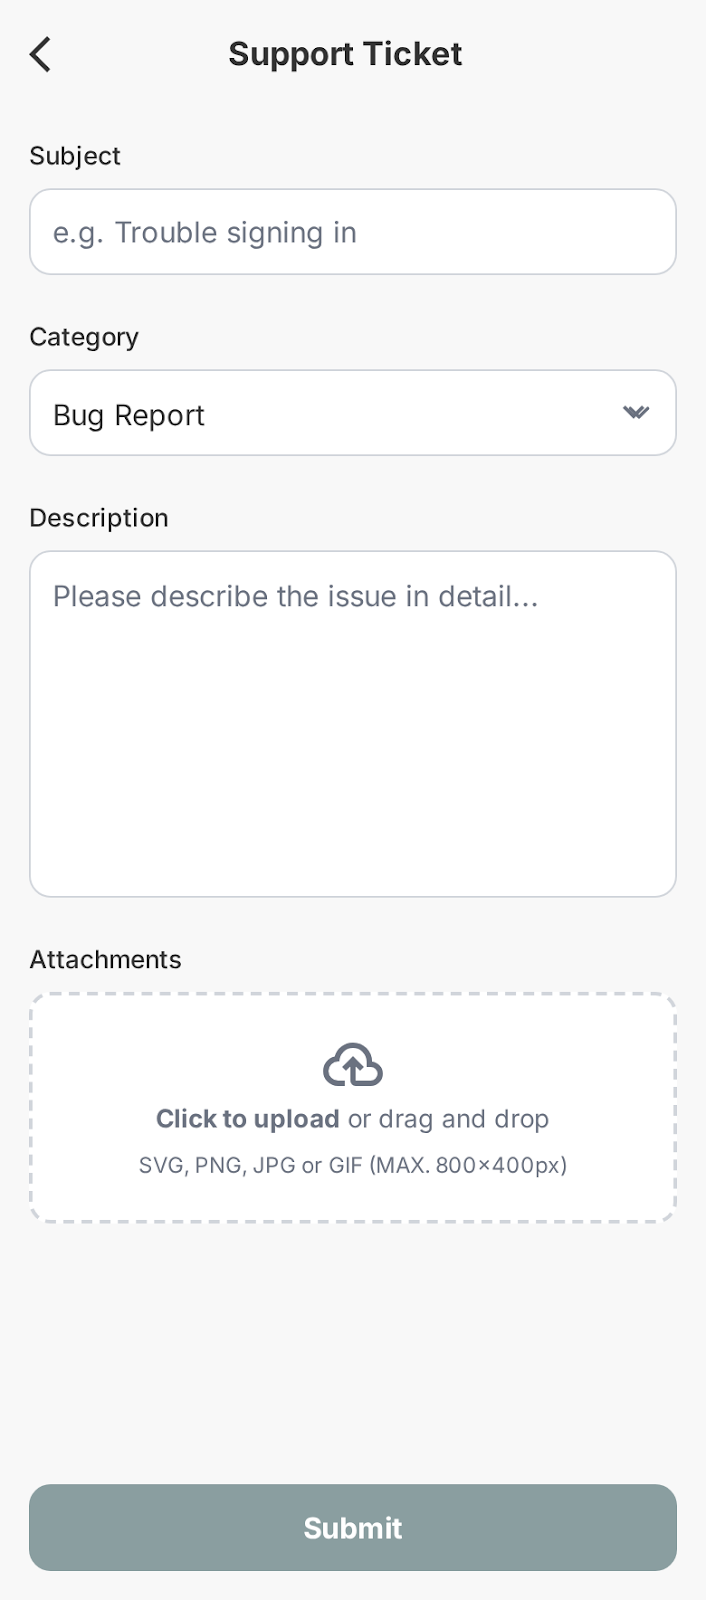 Support Ticket
Subject
e.g. Trouble signing in
Category
Bug Report
Description
Please describe the issue in detail...
Attachments
Click to upload or drag and drop
SVG, PNG, JPG or GIF (MAX. 800×400px)
Submit